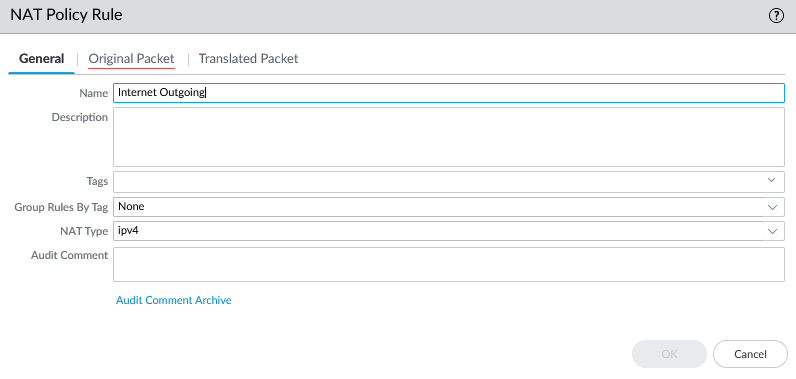 NAT Policy Rule
General | Original Packet | Translated Packet
Name Internet Outgoing
Description
Tags
Group Rules By Tag None
NAT Type ipv4
Audit Comment
Audit Comment Archive
OK Cancel